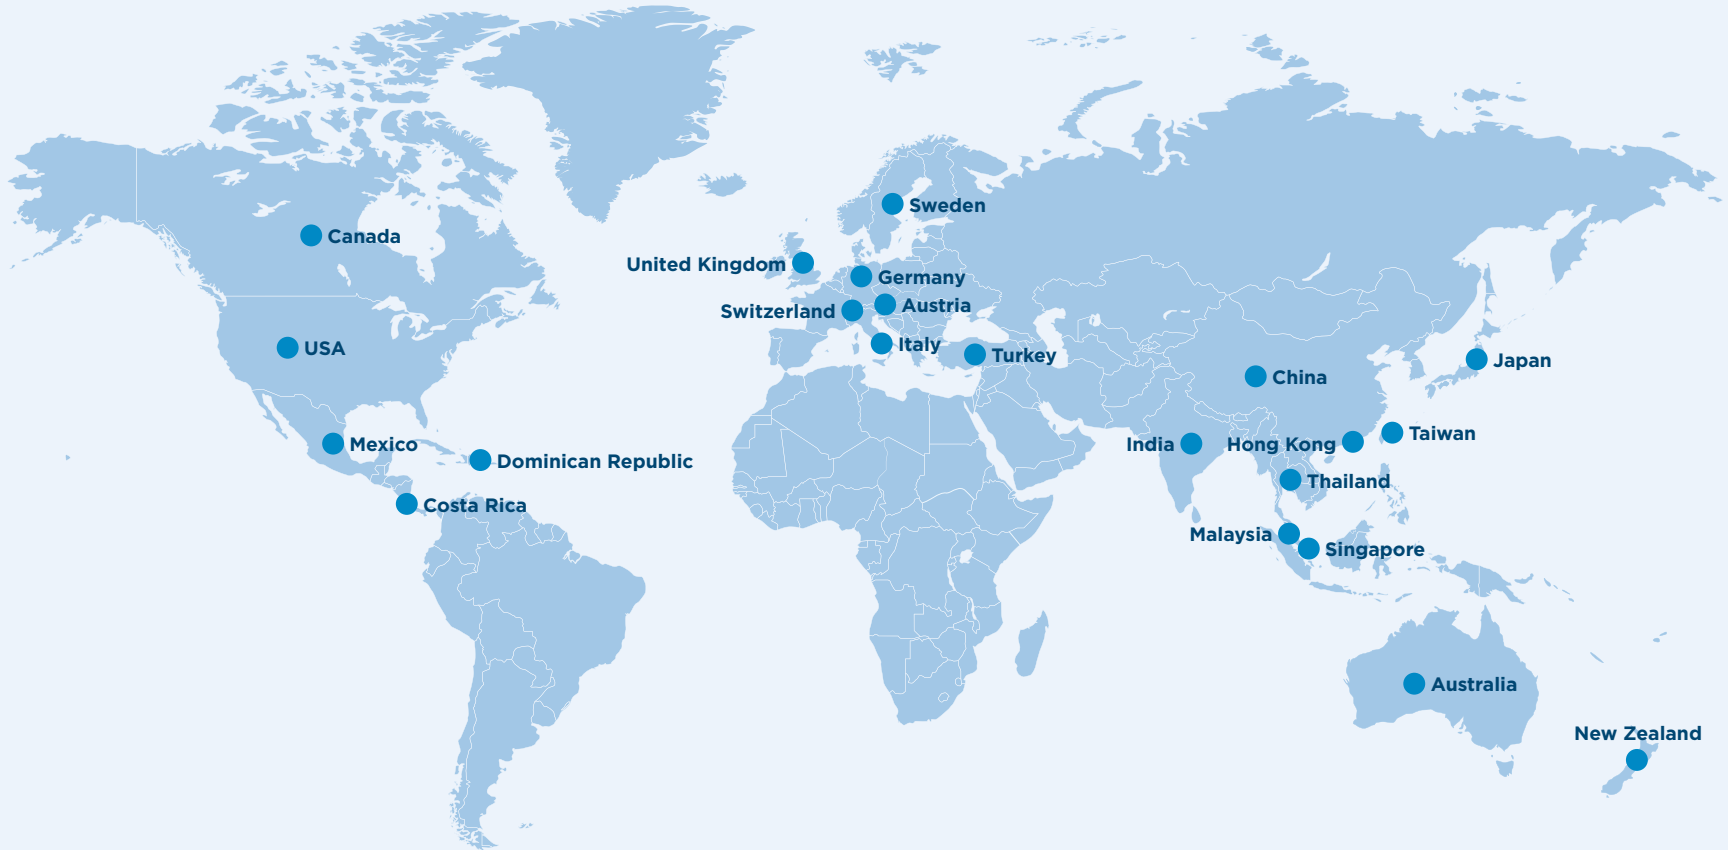 Sweden
Canada
United Kingdom
Germany
Austria
Switzerland
Italy
USA
Turkey
Japan
China
Taiwan
Mexico
India
Hong Kong
Dominican Republic
Thailand
Costa Rica
Malaysia
Singapore
Australia
New Zealand